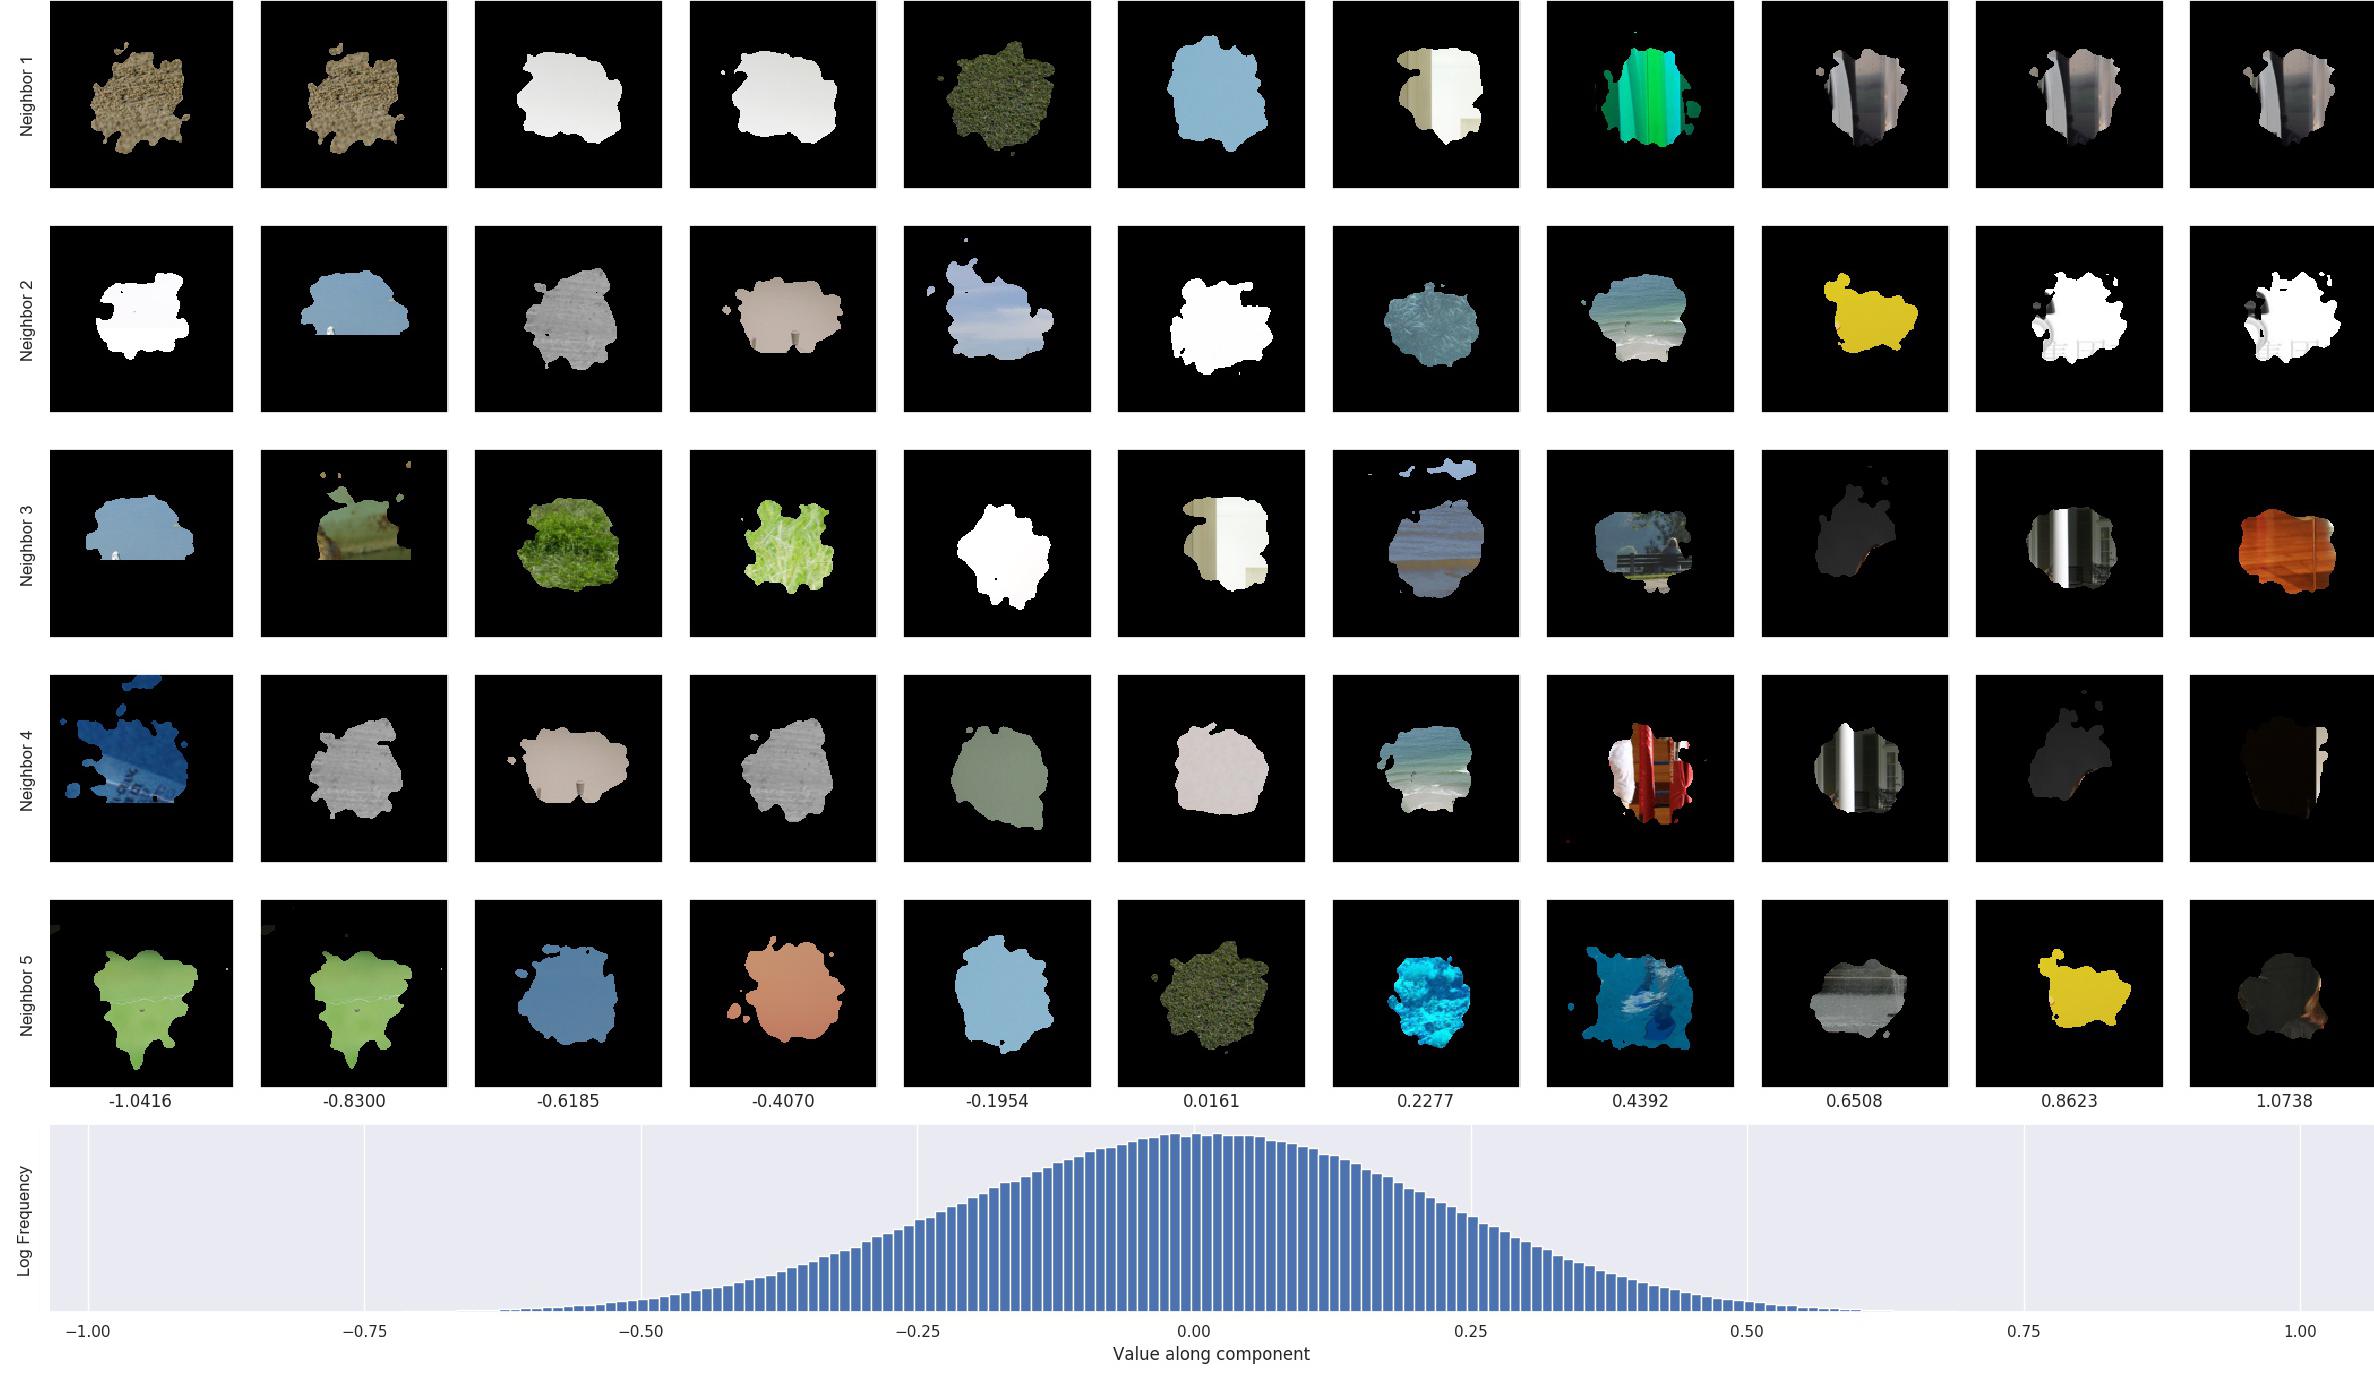 Neighbor 1
Neighbor 2
Neighbor 3
Neighbor 4
Neighbor 5
-1.0416 -0.8300 -0.6185 -0.4070 -0.1954 0.0161 0.2277 0.4392 0.6508 0.8623 1.0738
Log Frequency
−1.00 −0.75 −0.50 −0.25 0.00 0.25 0.50 0.75 1.00
Value along component